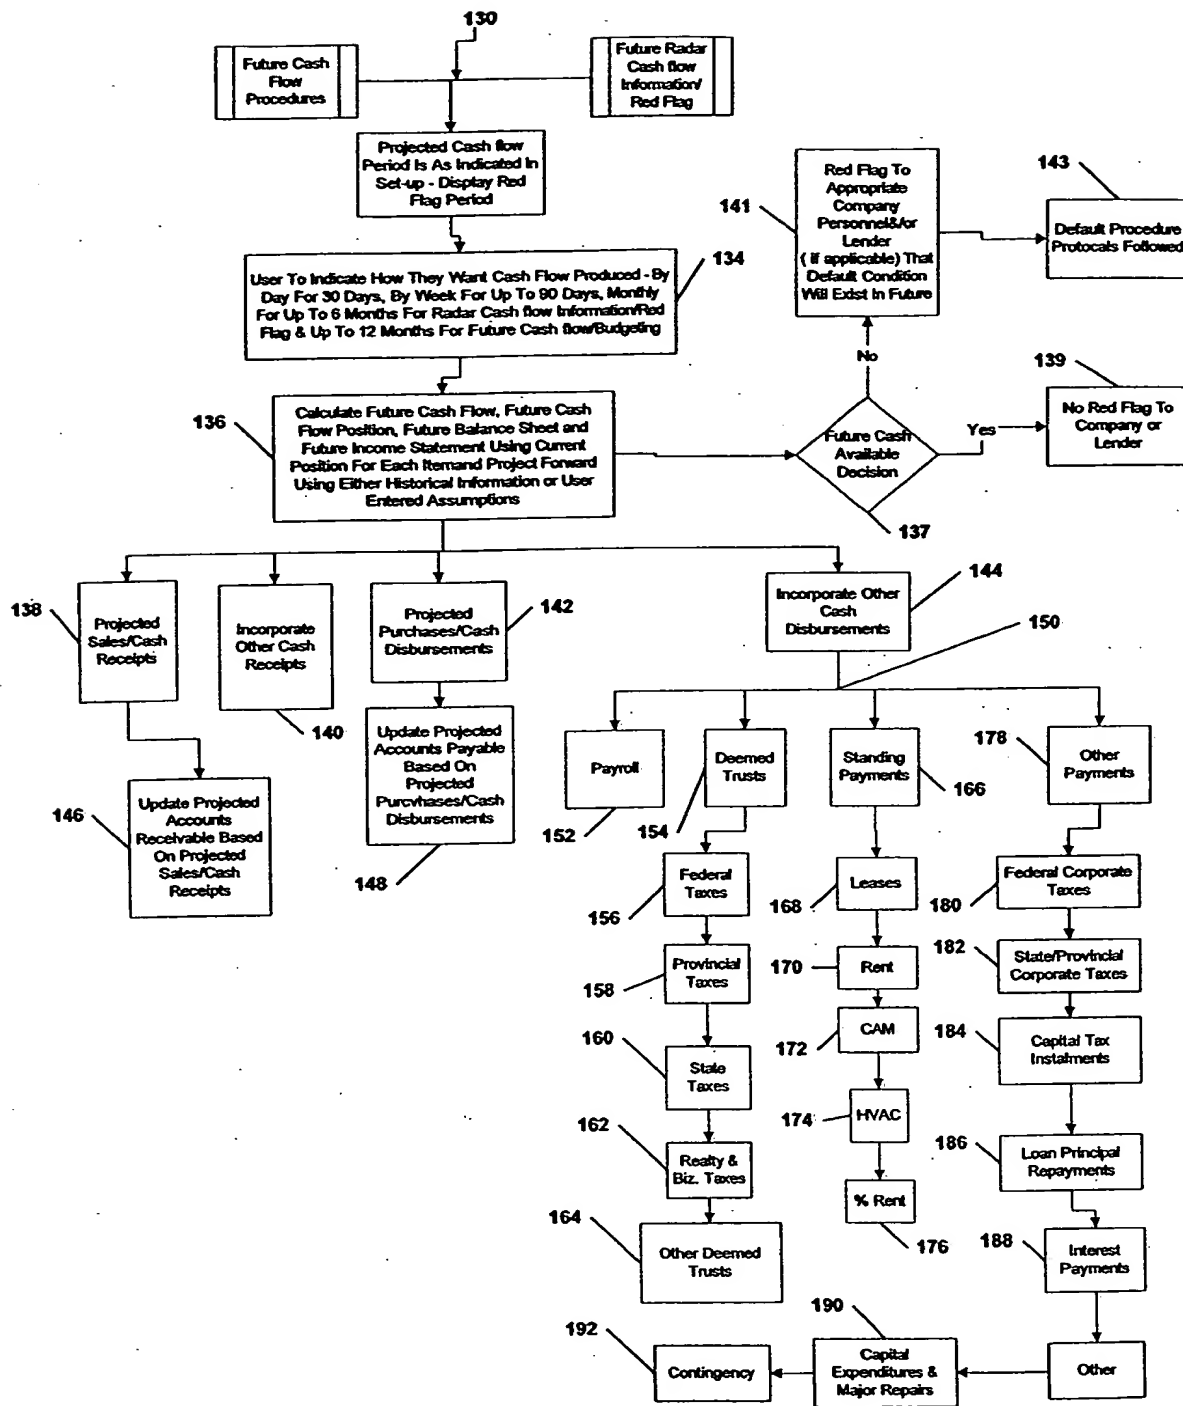 130
Future Cash
Flow
Procedures
Future Radar
Cash flow
Information/
Red Flag
Projected Cash flow
Period Is As Indicated In
Set-up - Display Red
Flag Period
134
User To Indicate How They Want Cash Flow Produced - By
Day For 30 Days, By Week For Up To 90 Days, Monthly
For Up To 6 Months For Radar Cash flow Information/Red
Flag & Up To 12 Months For Future Cash flow/Budgeting
136
Calculate Future Cash Flow, Future Cash
Flow Position, Future Balance Sheet and
Future Income Statement Using Current
Position For Each Itemand Project Forward
Using Either Historical Information or User
Entered Assumptions
141
Red Flag To
Appropriate
Company
Personnel&/or
Lender
( if applicable) That
Default Condition
Will Exist In Future
143
Default Procedure
Protocals Followed
No
139
Future Cash
Available
Decision
Yes
No Red Flag To
Company or
Lender
137
138
Projected
Sales/Cash
Receipts
Incorporate
Other Cash
Receipts
140
142
Projected
Purchases/Cash
Disbursements
144
Incorporate Other
Cash
Disbursements
150
146
Update Projected
Accounts
Receivable Based
On Projected
Sales/Cash
Receipts
Update Projected
Accounts Payable
Based On
Projected
Purcvhases/Cash
Disbursements
148
Payroll
152
Deemed
Trusts
154
Standing
Payments
166
178
Other
Payments
Federal
Taxes
156
Provincial
Taxes
158
160
State
Taxes
162
Realty &
Biz. Taxes
164
Other Deemed
Trusts
168
Leases
170
Rent
172
CAM
174
HVAC
% Rent
176
180
Federal Corporate
Taxes
182
State/Provincial
Corporate Taxes
184
Capital Tax
Instalments
186
Loan Principal
Repayments
188
Interest
Payments
Other
190
Capital
Expenditures &
Major Repairs
192
Contingency